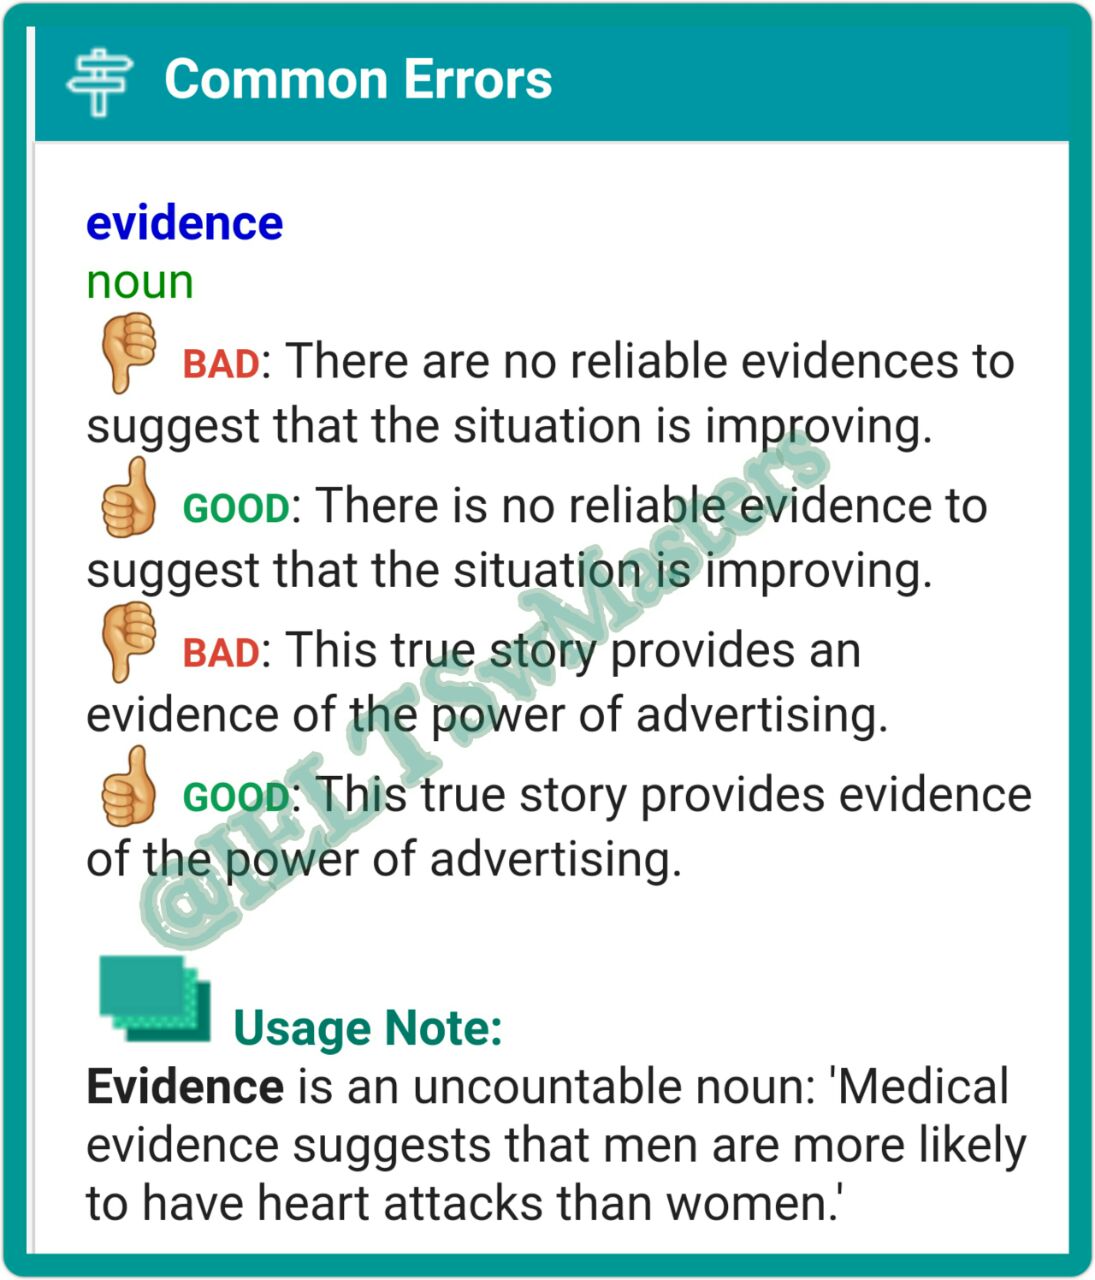 Common Errors
evidence
noun
BAD: There are no reliable evidences to
suggest that the situation is improving.
GOOD: There is no reliable evidence to
suggest that the situation is improving.
BAD: This true story provides an
evidence of the power of advertising.
GOOD: This true story provides evidence
of the power of advertising.
@IELTSwMasters
Usage Note:
Evidence is an uncountable noun: 'Medical
evidence suggests that men are more likely
to have heart attacks than women.'